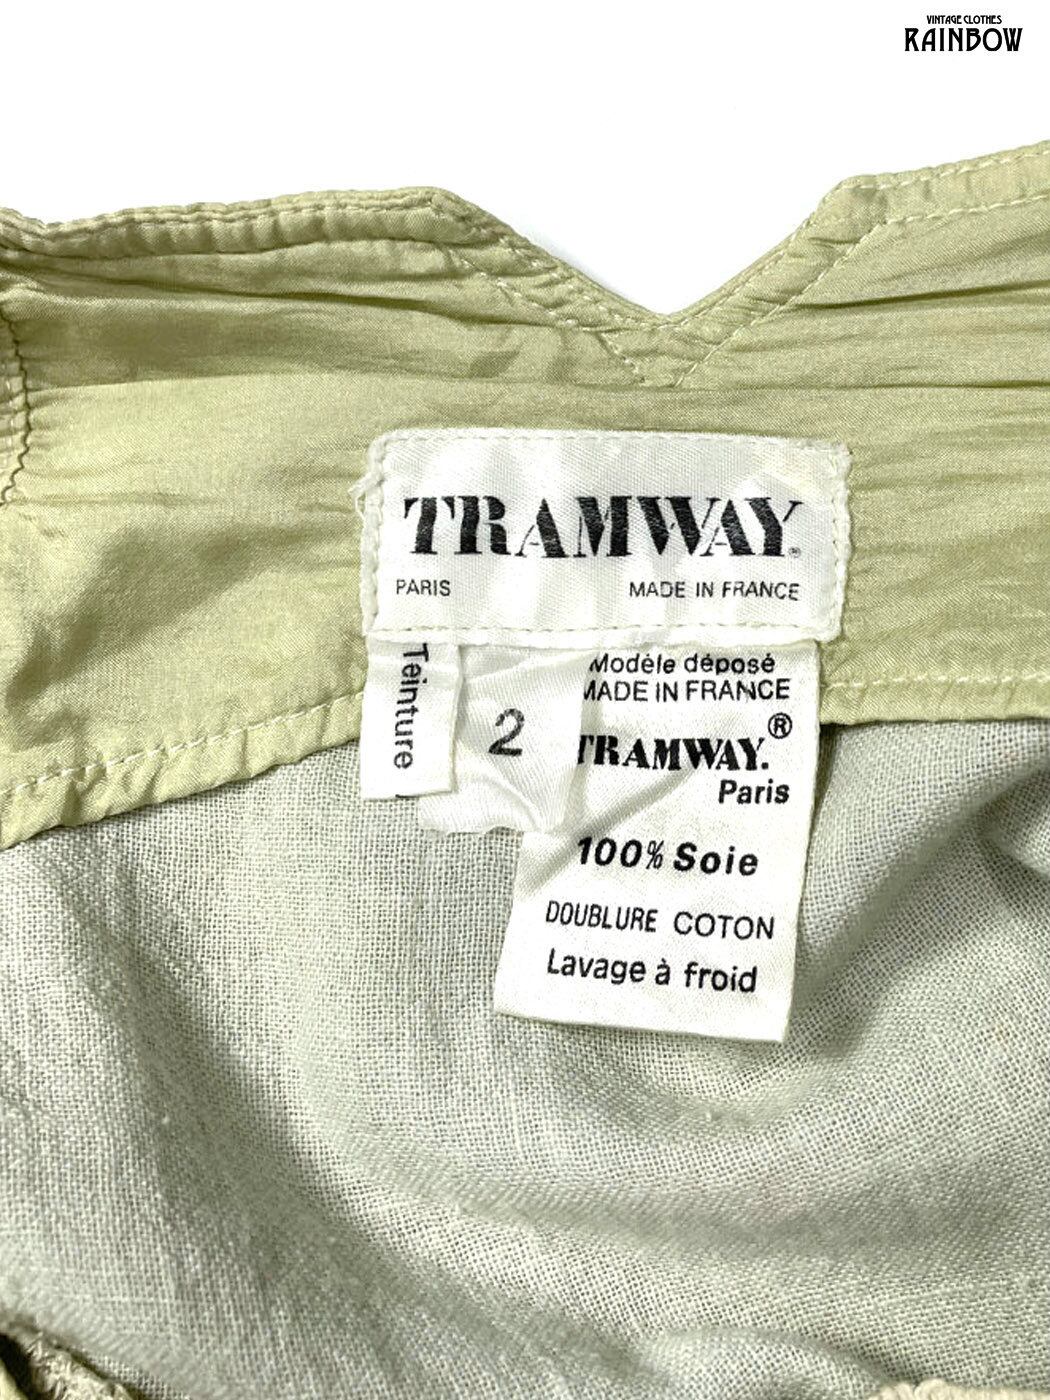 VINTAGE CLOTHES
RAINBOW
TRAMWAY®
PARIS MADE IN FRANCE
Teinture
2
Modèle déposé
MADE IN FRANCE
TRAMWAY.®
Paris
100% Soie
DOUBLURE COTON
Lavage à froid